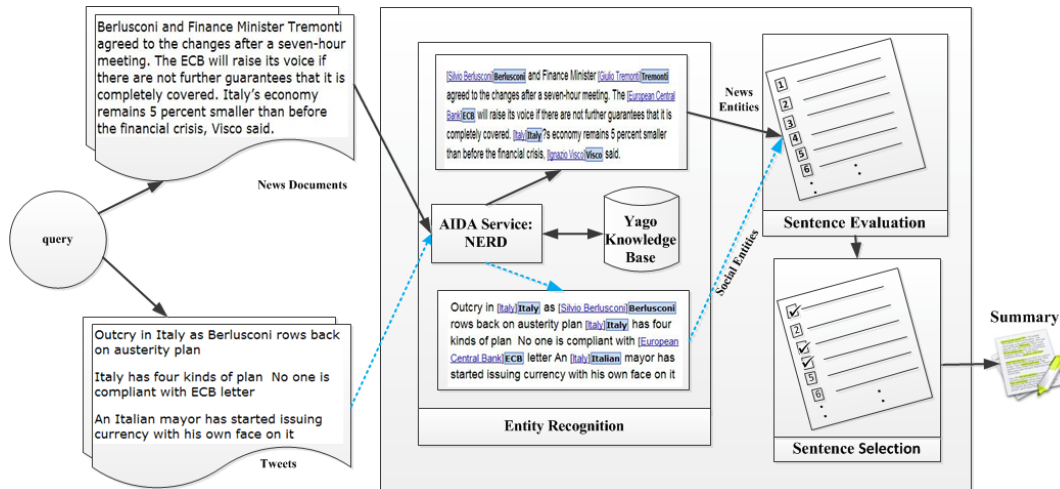 Berlusconi and Finance Minister Tremonti
agreed to the changes after a seven-hour
meeting. The ECB will raise its voice if
there are not further guarantees that it is
completely covered. Italy's economy
remains 5 percent smaller than before
the financial crisis, Visco said.
News Documents
query
Outcry in Italy as Berlusconi rows back
on austerity plan
Italy has four kinds of plan  No one is
compliant with ECB letter
An Italian mayor has started issuing
currency with his own face on it
Tweets
[Silvio Berlusconi]Berlusconi and Finance Minister [Giulio Tremonti]Tremonti
agreed to the changes after a seven-hour meeting. The [European Central
Bank]ECB will raise its voice if there are not further guarantees that it is
completely covered. [Italy]Italy?s economy remains 5 percent smaller
than before the financial crisis, [Ignazio Visco]Visco said.
AIDA Service:
NERD
Yago
Knowledge
Base
Outcry in [Italy]Italy as [Silvio Berlusconi]Berlusconi
rows back on austerity plan [Italy]Italy has four
kinds of plan  No one is compliant with [European
Central Bank]ECB letter An [Italy]Italian mayor has
started issuing currency with his own face on it
Entity Recognition
News
Entities
Social Entities
1
2
3
4
5
6
Sentence Evaluation
2
5
6
Sentence Selection
Summary